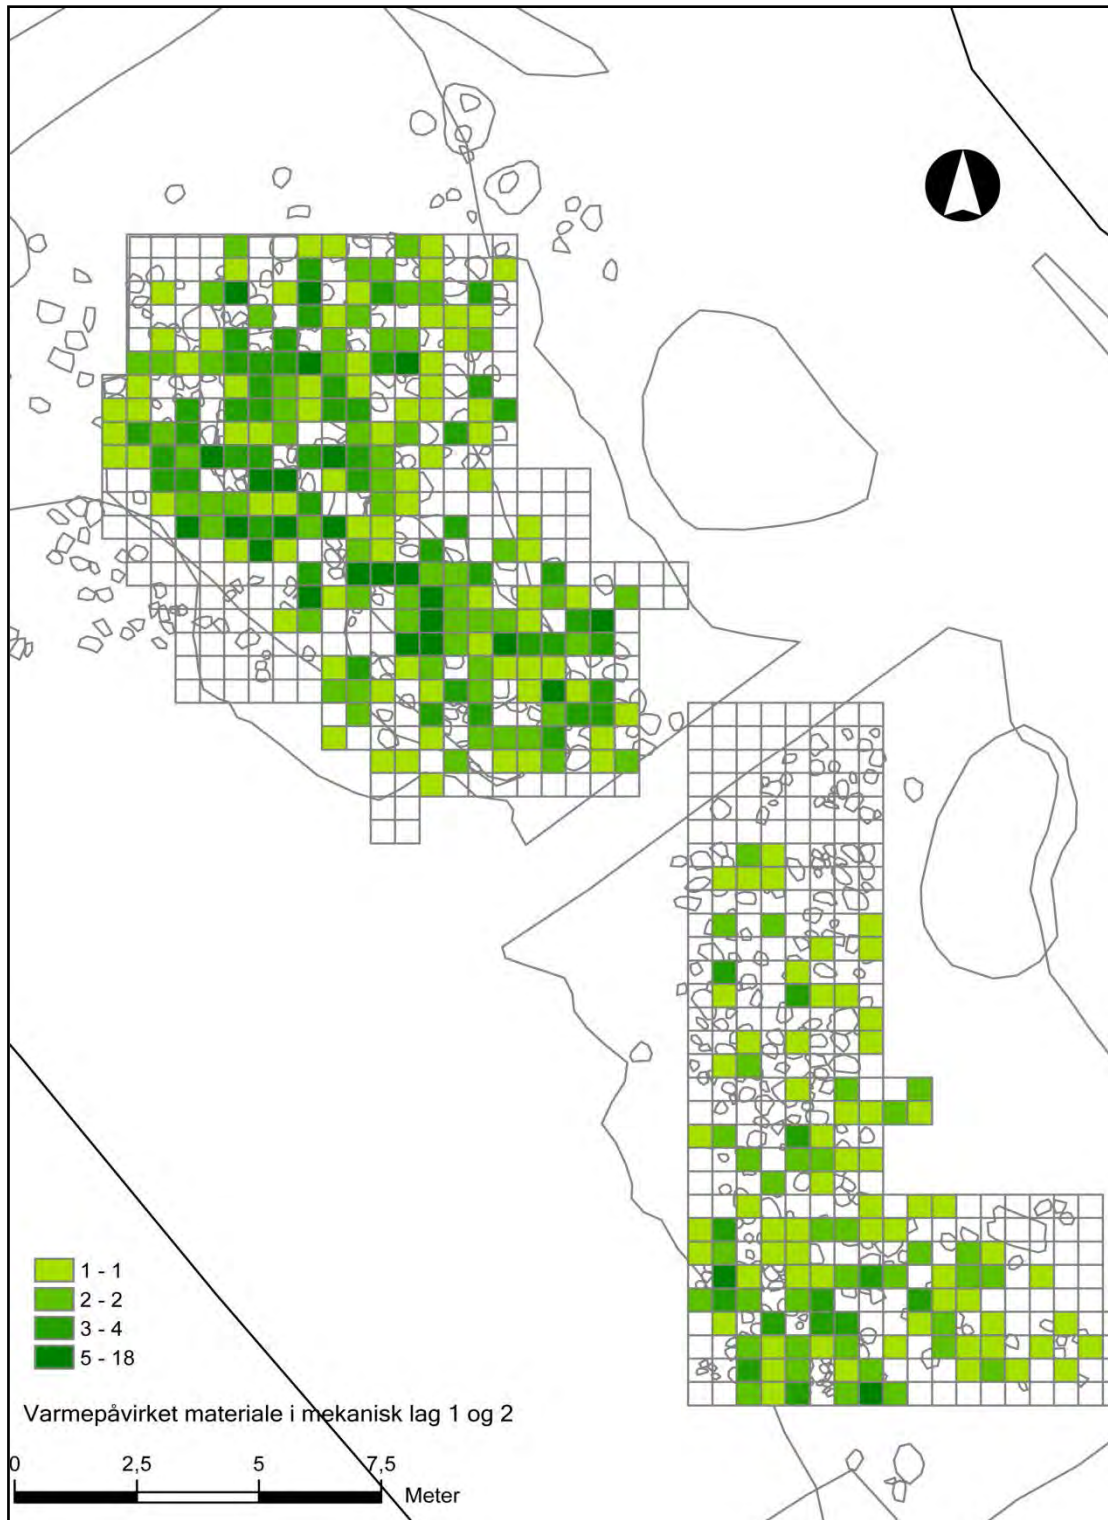 1 - 1
2 - 2
3 - 4
5 - 18
Varmepåvirket materiale i mekanisk lag 1 og 2
0 2,5 5 7,5
Meter